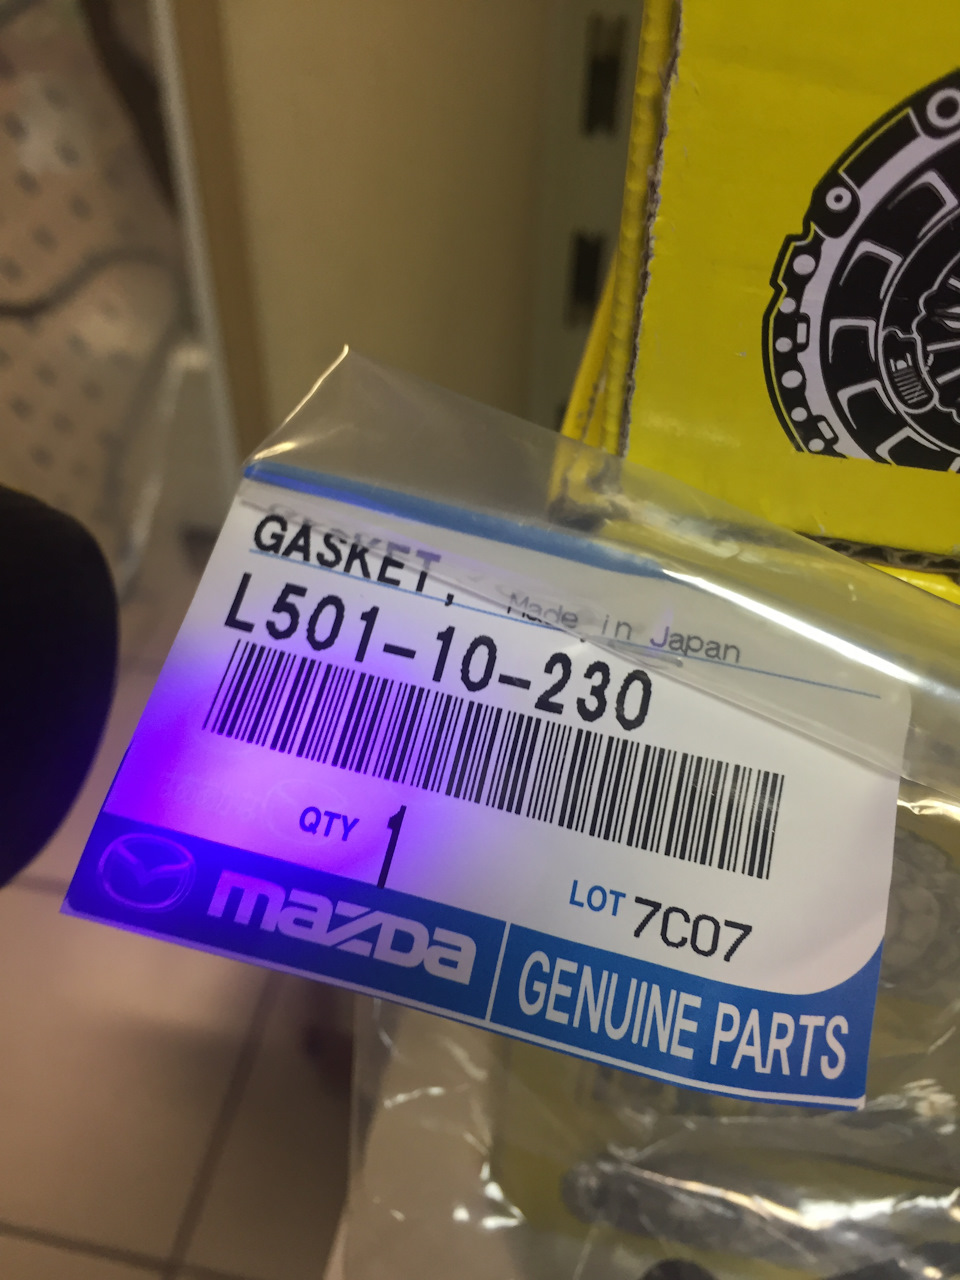 GASKET,
Made in Japan
L501-10-230
QTY 1
LOT 7C07
mazda
GENUINE PARTS